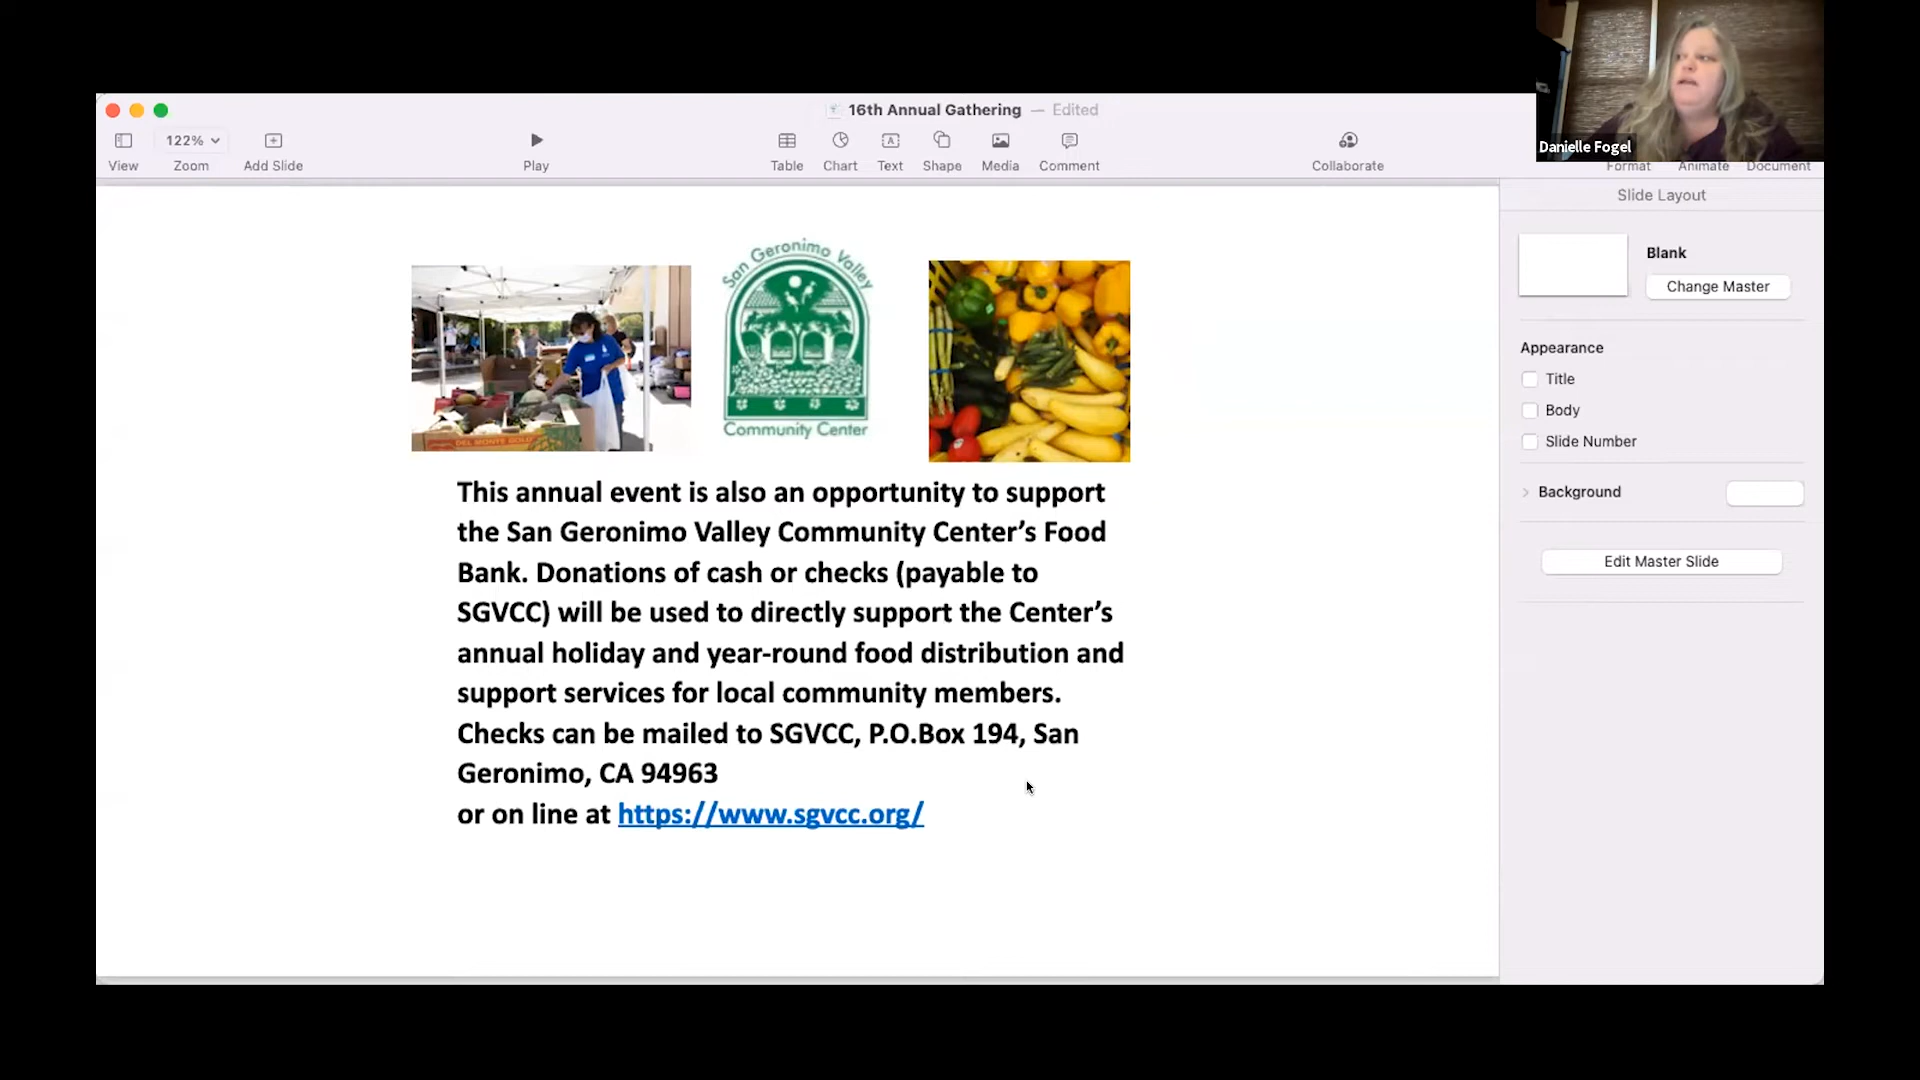 16th Annual Gathering — Edited
122%
View
Zoom
Add Slide
Play
Table
Chart
Text
Shape
Media
Comment
Collaborate
Format
Animate
Document
Danielle Fogel
San Geronimo Valley
Community Center
DEL MONTE GOLD
This annual event is also an opportunity to support
the San Geronimo Valley Community Center’s Food
Bank. Donations of cash or checks (payable to
SGVCC) will be used to directly support the Center’s
annual holiday and year-round food distribution and
support services for local community members.
Checks can be mailed to SGVCC, P.O.Box 194, San
Geronimo, CA 94963
or on line at https://www.sgvcc.org/
Slide Layout
Blank
Change Master
Appearance
Title
Body
Slide Number
Background
Edit Master Slide